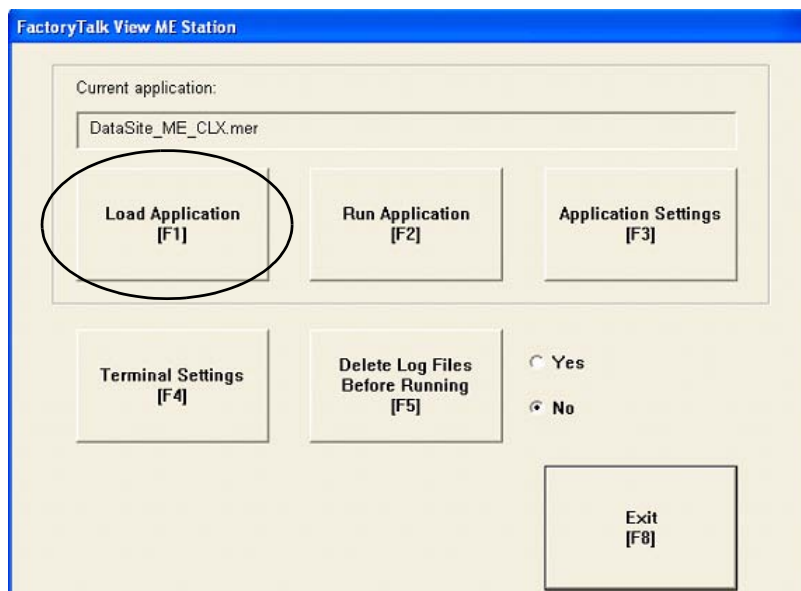 FactoryTalk View ME Station
Current application:
DataSite_ME_CLX.mer
Load Application
[F1]
Run Application
[F2]
Application Settings
[F3]
Terminal Settings
[F4]
Delete Log Files
Before Running
[F5]
Yes
No
Exit
[F8]